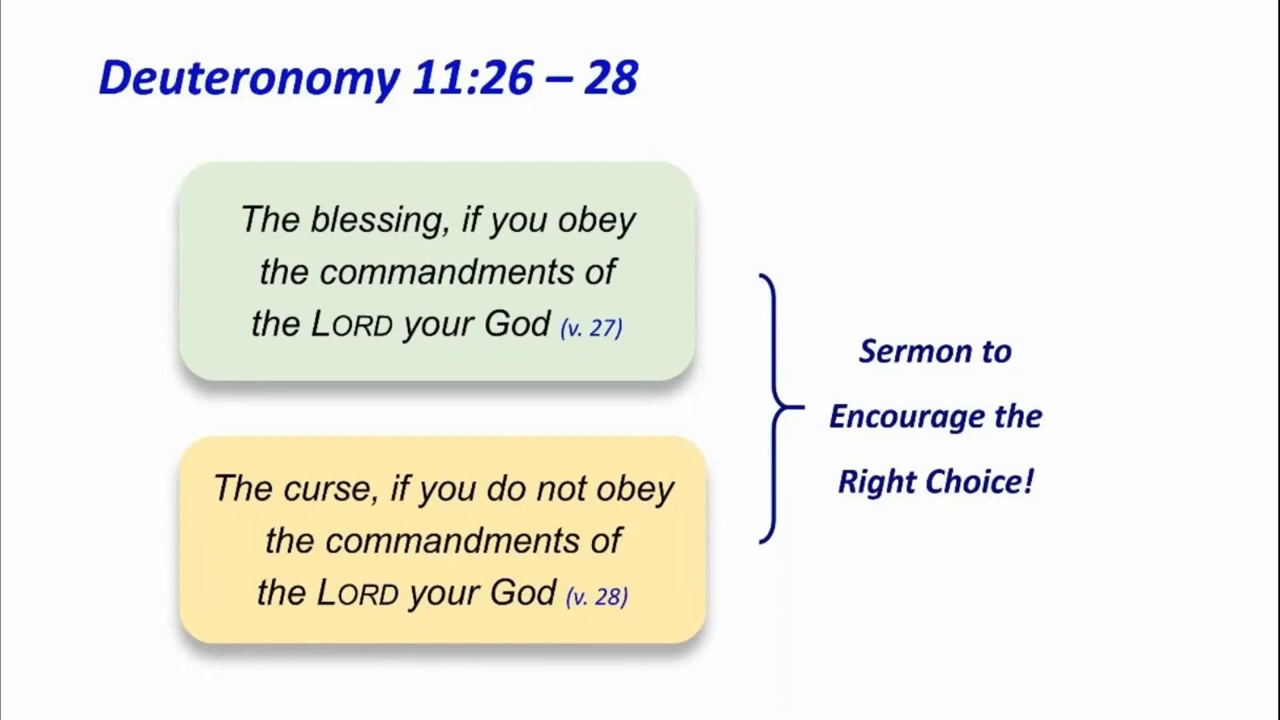 Deuteronomy 11:26 – 28
The blessing, if you obey
the commandments of
the LORD your God (v. 27)
The curse, if you do not obey
the commandments of
the LORD your God (v. 28)
Sermon to
Encourage the
Right Choice!